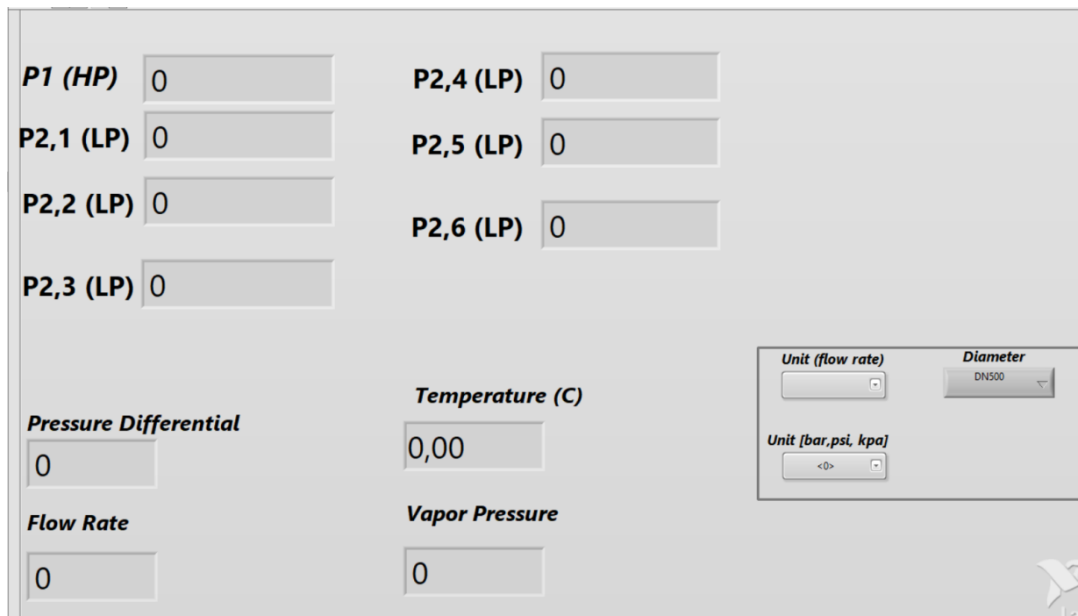 P1 (HP) 0
P2,4 (LP) 0
P2,1 (LP) 0
P2,5 (LP) 0
P2,2 (LP) 0
P2,6 (LP) 0
P2,3 (LP) 0
Unit (flow rate)
Diameter
DN500
Temperature (C)
0,00
Pressure Differential
0
Unit [bar,psi, kpa]
<0>
Flow Rate
0
Vapor Pressure
0